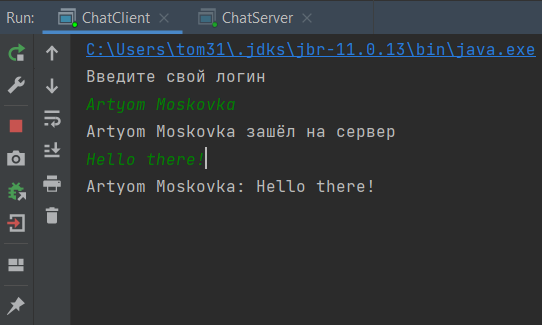 Run: ChatClient ChatServer
C:\Users\tom31\.jdks\jbr-11.0.13\bin\java.exe
Введите свой логин
Artyom Moskovka
Artyom Moskovka зашёл на сервер
Hello there!
Artyom Moskovka: Hello there!